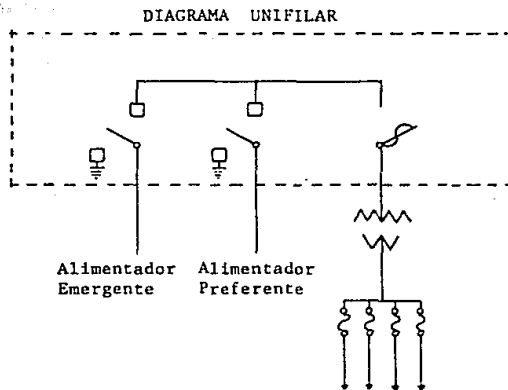 DIAGRAMA UNIFILAR
Alimentador Emergente
Alimentador Preferente